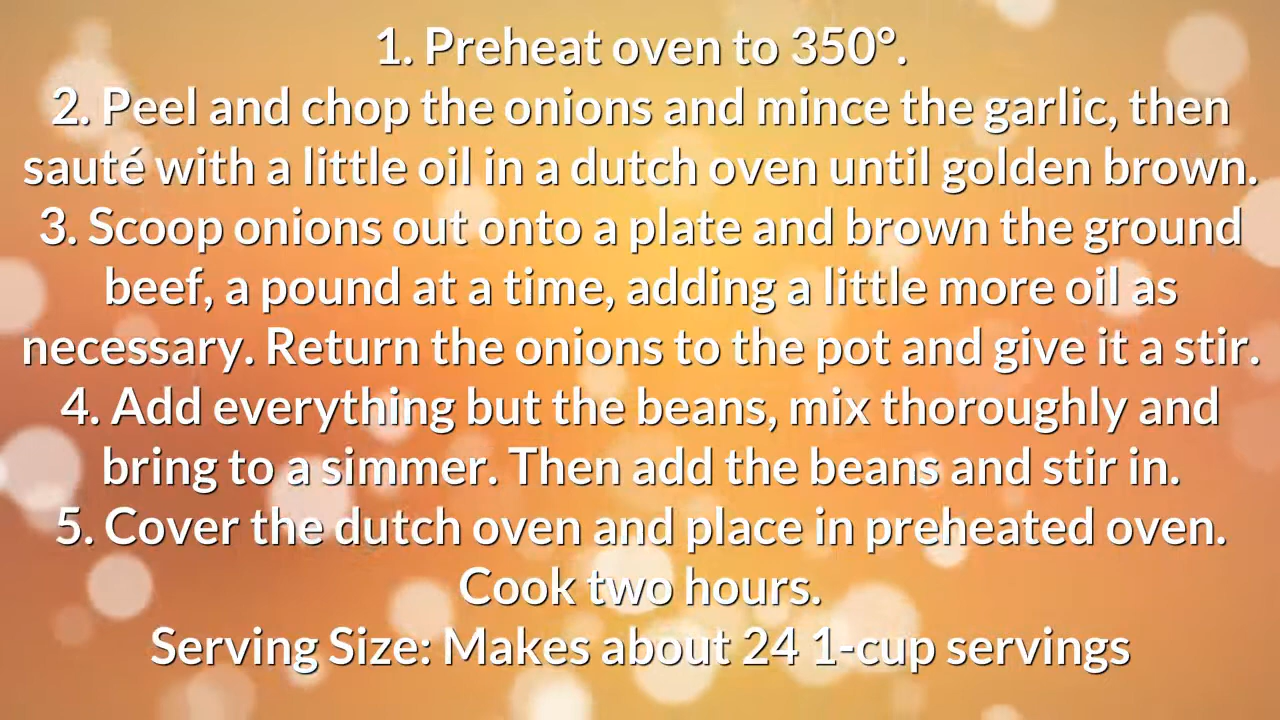 1. Preheat oven to 350°.
2. Peel and chop the onions and mince the garlic, then
sauté with a little oil in a dutch oven until golden brown.
3. Scoop onions out onto a plate and brown the ground
beef, a pound at a time, adding a little more oil as
necessary. Return the onions to the pot and give it a stir.
4. Add everything but the beans, mix thoroughly and
bring to a simmer. Then add the beans and stir in.
5. Cover the dutch oven and place in preheated oven.
Cook two hours.
Serving Size: Makes about 24 1-cup servings